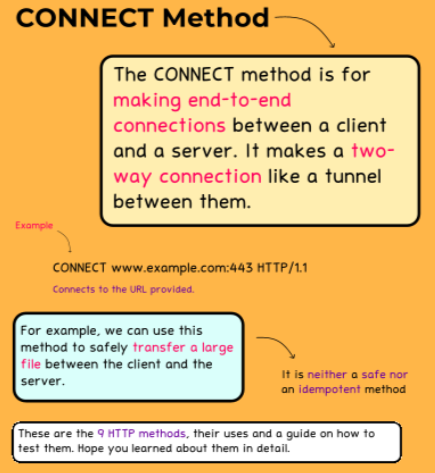 CONNECT Method
The CONNECT method is for
making end-to-end
connections between a client
and a server. It makes a two-
way connection like a tunnel
between them.
Example
CONNECT www.example.com:443 HTTP/1.1
Connects to the URL provided.
For example, we can use this
method to safely transfer a large
file between the client and the
server.
It is neither a safe nor
an idempotent method
These are the 9 HTTP methods, their uses and a guide on how to
test them. Hope you learned about them in detail.